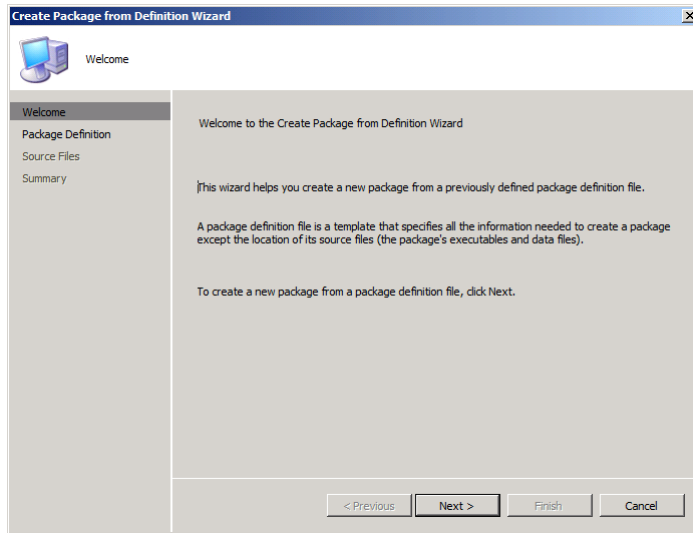 Create Package from Definition Wizard
Welcome
Welcome
Package Definition
Source Files
Summary
Welcome to the Create Package from Definition Wizard
This wizard helps you create a new package from a previously defined package definition file.
A package definition file is a template that specifies all the information needed to create a package
except the location of its source files (the package's executables and data files).
To create a new package from a package definition file, click Next.
< Previous
Next >
Finish
Cancel